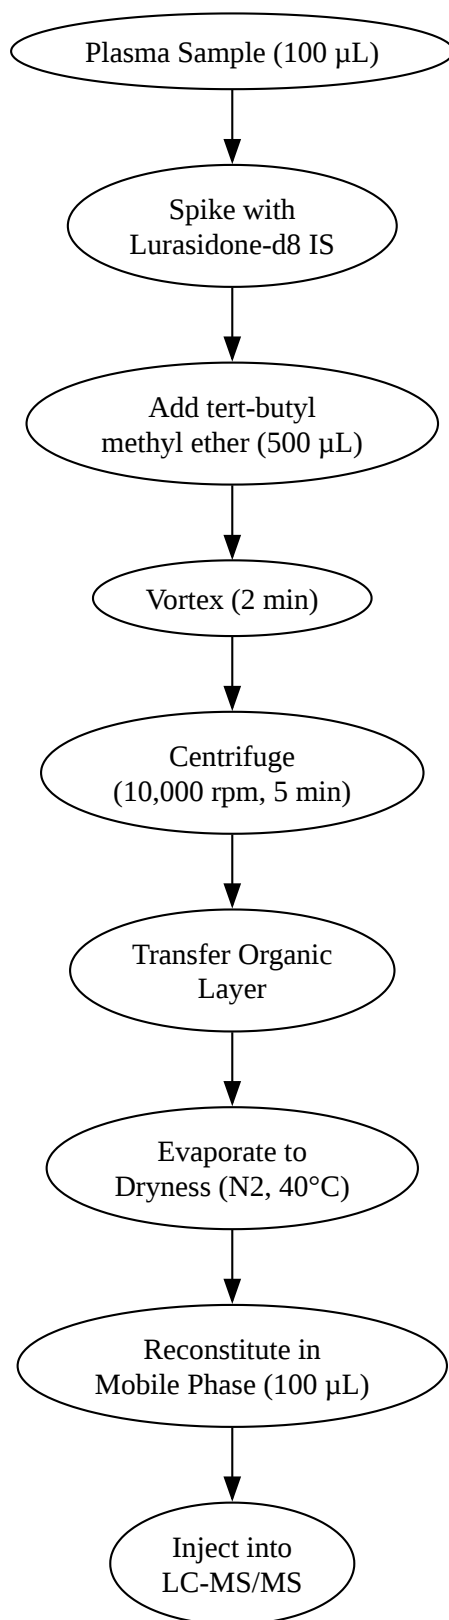 Plasma Sample (100 µL)
Spike with
Lurasidone-d8 IS
Add tert-butyl
methyl ether (500 µL)
Vortex (2 min)
Centrifuge
(10,000 rpm, 5 min)
Transfer Organic
Layer
Evaporate to
Dryness (N2, 40°C)
Reconstitute in
Mobile Phase (100 µL)
Inject into
LC-MS/MS